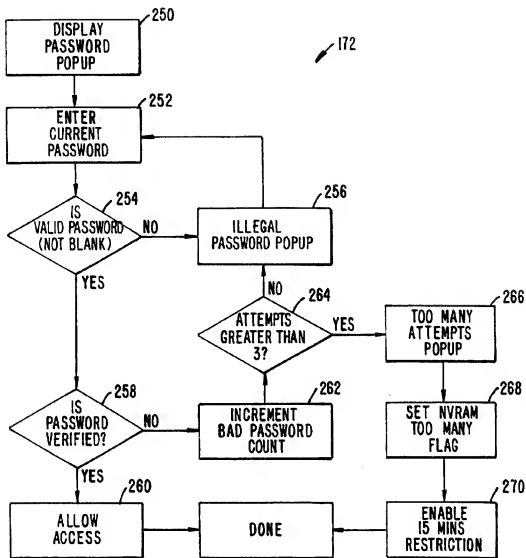 250
DISPLAY
PASSWORD
POPUP
172
252
ENTER
CURRENT
PASSWORD
254
IS
VALID PASSWORD
(NOT BLANK)
NO
YES
256
ILLEGAL
PASSWORD POPUP
NO
264
ATTEMPTS
GREATER THAN
3?
YES
266
TOO MANY
ATTEMPTS
POPUP
258
IS
PASSWORD
VERIFIED?
NO
YES
262
INCREMENT
BAD PASSWORD
COUNT
268
SET NVRAM
TOO MANY
FLAG
260
ALLOW
ACCESS
DONE
270
ENABLE
15 MINS
RESTRICTION